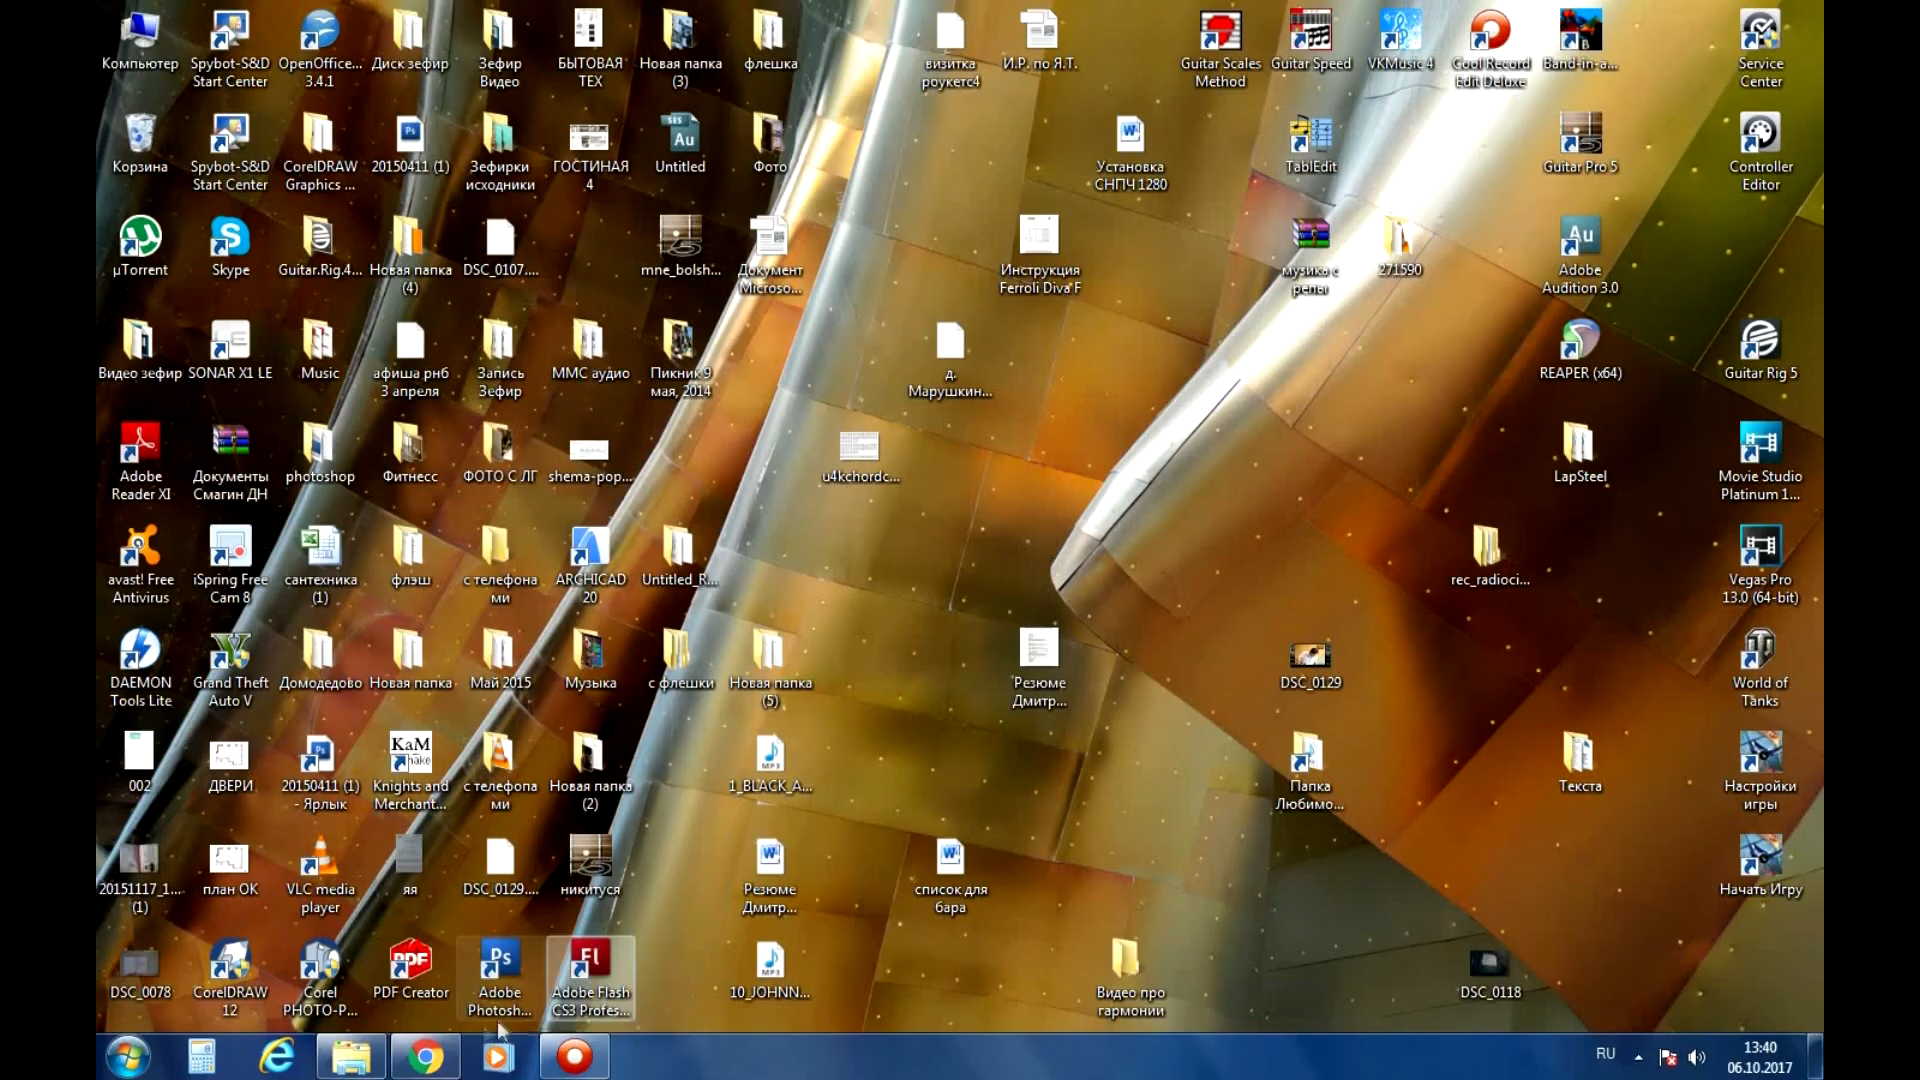 Компьютер
Spybot-S&D
Start Center
OpenOffice...
3.4.1
Диск зефир
Зефир
Видео
БЫТОВАЯ
ТЕХ
Новая папка
(3)
флешка
визитка
роукетс4
И.Р. по Я.Т.
Guitar Scales
Method
Guitar Speed
VKMusic 4
Cool Record
Edit Deluxe
Band-in-a...
Service
Center
Корзина
Spybot-S&D
Start Center
CorelDRAW
Graphics ...
20150411 (1)
Зефирки
исходники
ГОСТИНАЯ
4
Untitled
Фото
Установка
СНПЧ 1280
TablEdit
Guitar Pro 5
Controller
Editor
µTorrent
Skype
Guitar.Rig.4...
Новая папка
(4)
DSC_0107....
mne_bolsh...
Документ
Microso...
Инструкция
Ferroli Diva F
музика с
репы
271590
Adobe
Audition 3.0
Видео зефир
SONAR X1 LE
Music
афиша рнб
3 апреля
Запись
Зефир
ММС аудио
Пикник 9
мая, 2014
д.
Марушкин...
REAPER (x64)
Guitar Rig 5
Adobe
Reader XI
Документы
Смагин ДН
photoshop
Фитнесс
ФОТО С ЛГ
shema-pop...
u4kchordc...
LapSteel
Movie Studio
Platinum 1...
avast! Free
Antivirus
iSpring Free
Cam 8
сантехника
(1)
флэш
с телефона
ми
ARCHICAD
20
Untitled_R...
rec_radioci...
Vegas Pro
13.0 (64-bit)
DAEMON
Tools Lite
Grand Theft
Auto V
Домодедово
Новая папка
Май 2015
Музыка
с флешки
Новая папка
(5)
Резюме
Дмитр...
DSC_0129
World of
Tanks
002
ДВЕРИ
20150411 (1)
- Ярлык
KaM
Knights and
Merchant...
с телефона
ми
Новая папка
(2)
MP3
1_BLACK_A...
Папка
Любимо...
Текста
Настройки
игры
20151117_1...
(1)
план ОК
VLC media
player
яя
DSC_0129....
никитуся
Резюме
Дмитр...
список для
бара
Начать Игру
DSC_0078
CorelDRAW
12
Corel
PHOTO-P...
PDF
PDF Creator
Ps
Adobe
Photosh...
Fl
Adobe Flash
CS3 Profes...
MP3
10_JOHNN...
Видео про
гармонии
DSC_0118
RU
13:40
06.10.2017